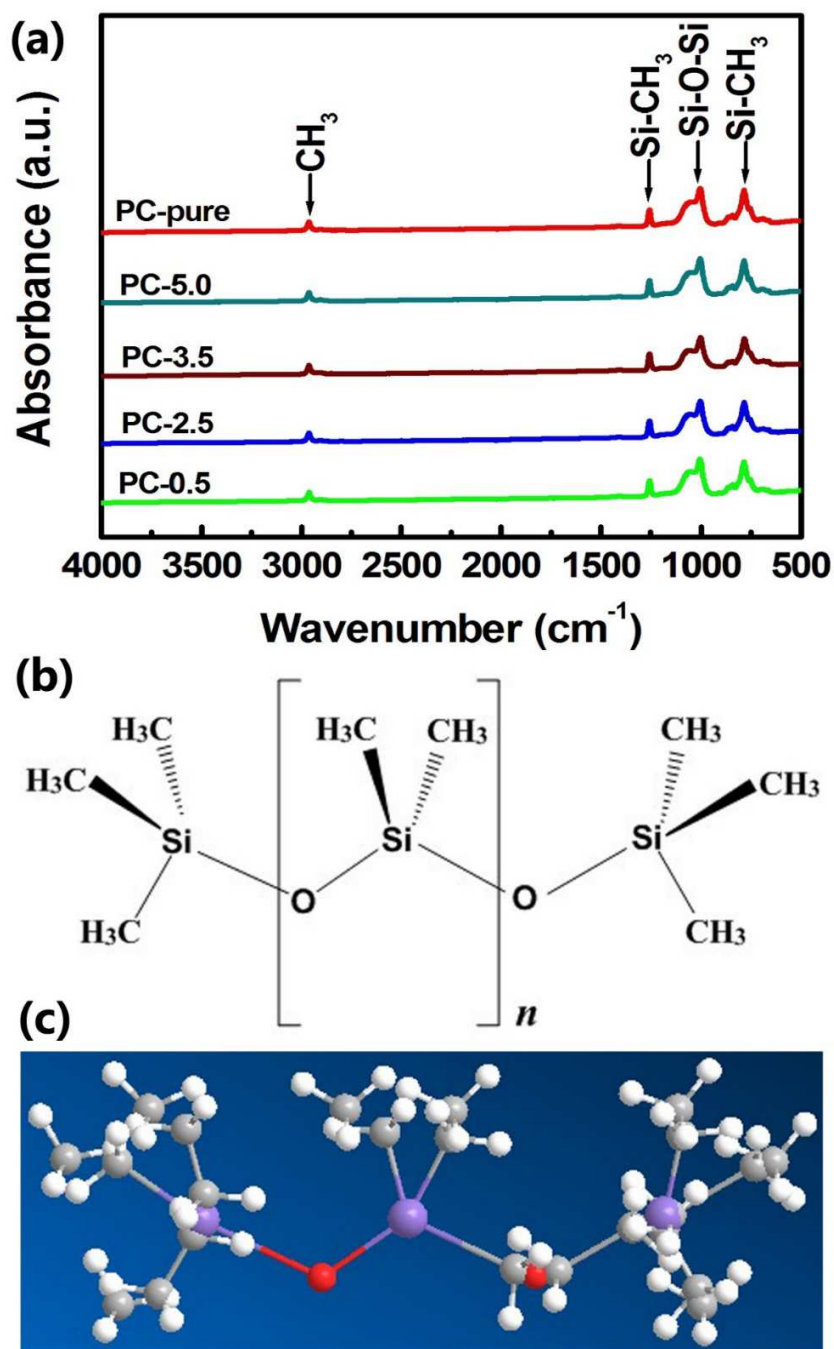 (a)
Absorbance (a.u.)
CH3
Si-CH3
Si-O-Si
Si-CH3
PC-pure
PC-5.0
PC-3.5
PC-2.5
PC-0.5
4000 3500 3000 2500 2000 1500 1000 500
Wavenumber (cm-1)
(b)
H3C H3C CH3 CH3
H3C CH3
Si Si Si
O O
H3C CH3
n
(c)